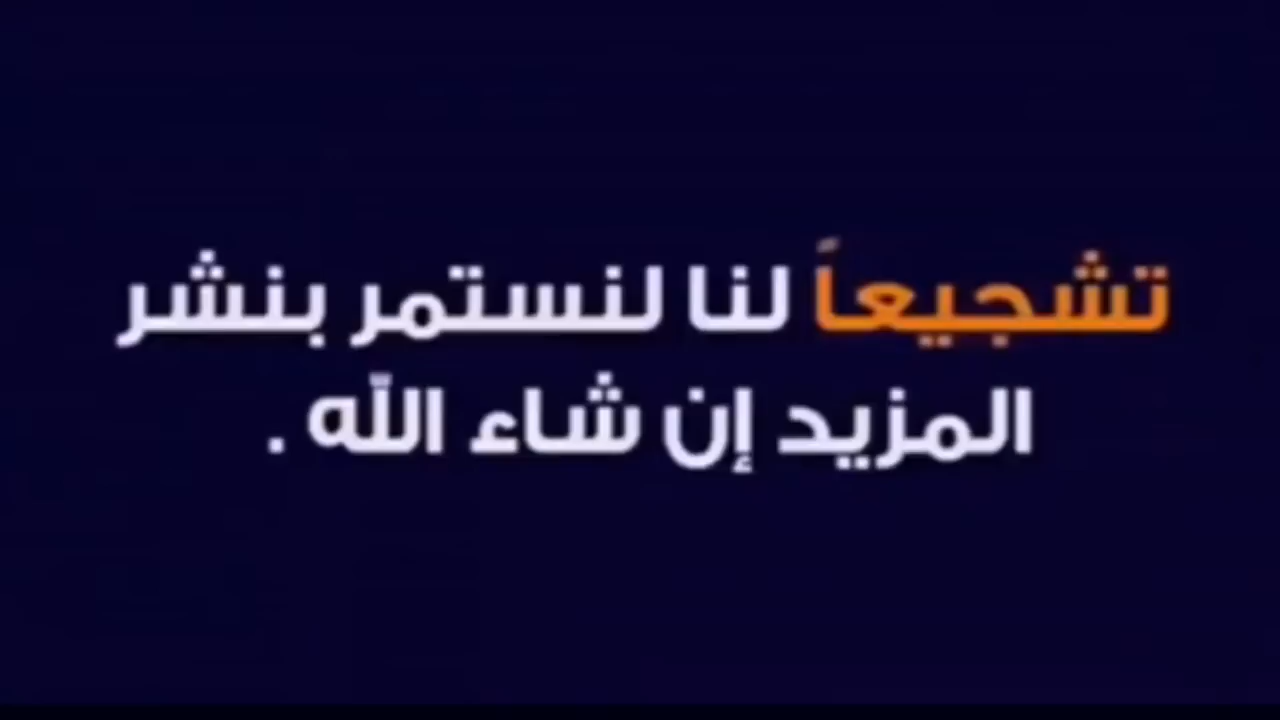 تشجيعاً لنا لنستمر بنشر
المزيد إن شاء الله .